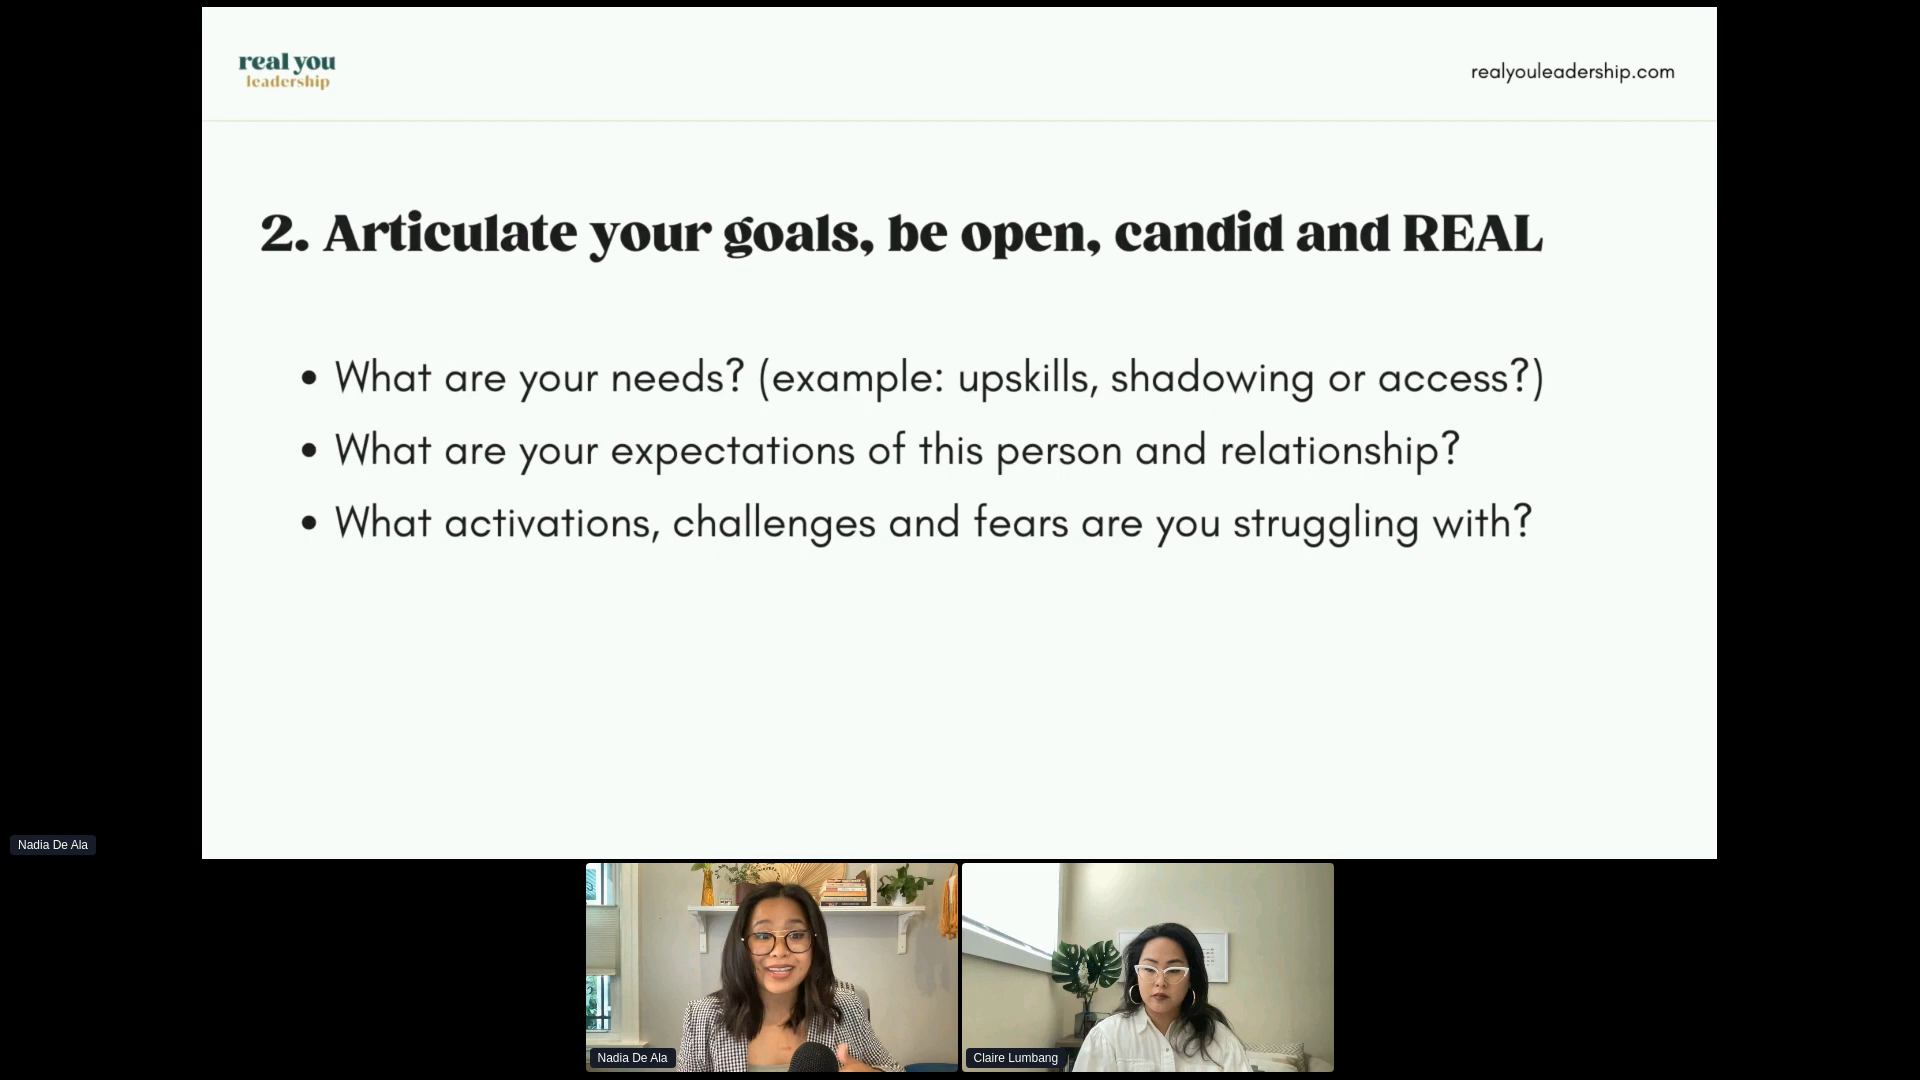 real you
leadership
realyouleadership.com
2. Articulate your goals, be open, candid and REAL
• What are your needs? (example: upskills, shadowing or access?)
• What are your expectations of this person and relationship?
• What activations, challenges and fears are you struggling with?
Nadia De Ala
Nadia De Ala
Claire Lumbang